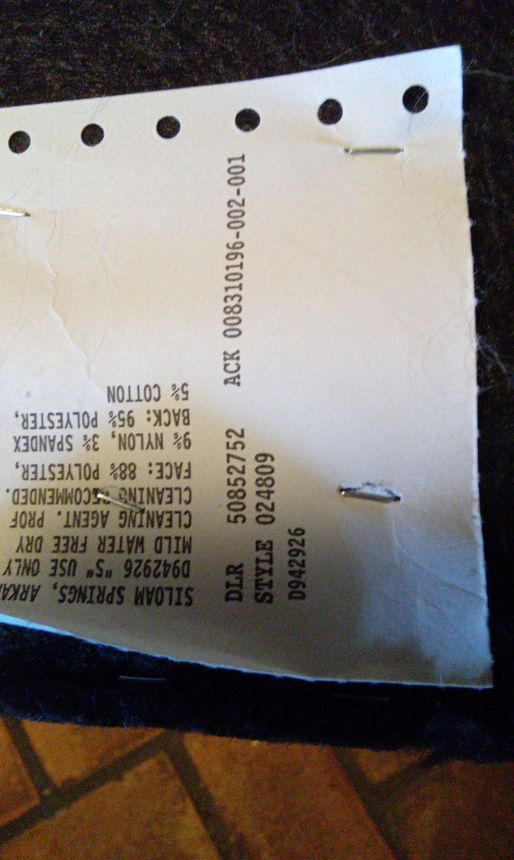 SILOAM SPRINGS,
D942926 "S" USE ONLY
MILD WATER FREE DRY
CLEANING AGENT. PROF
CLEANING RECOMMENDED.
FACE: 88% POLYESTER,
9% NYLON, 3% SPANDEX
BACK: 95% POLYESTER,
5% COTTON
DLR 50852752 ACK 008310196-002-001
STYLE 024809
D942926